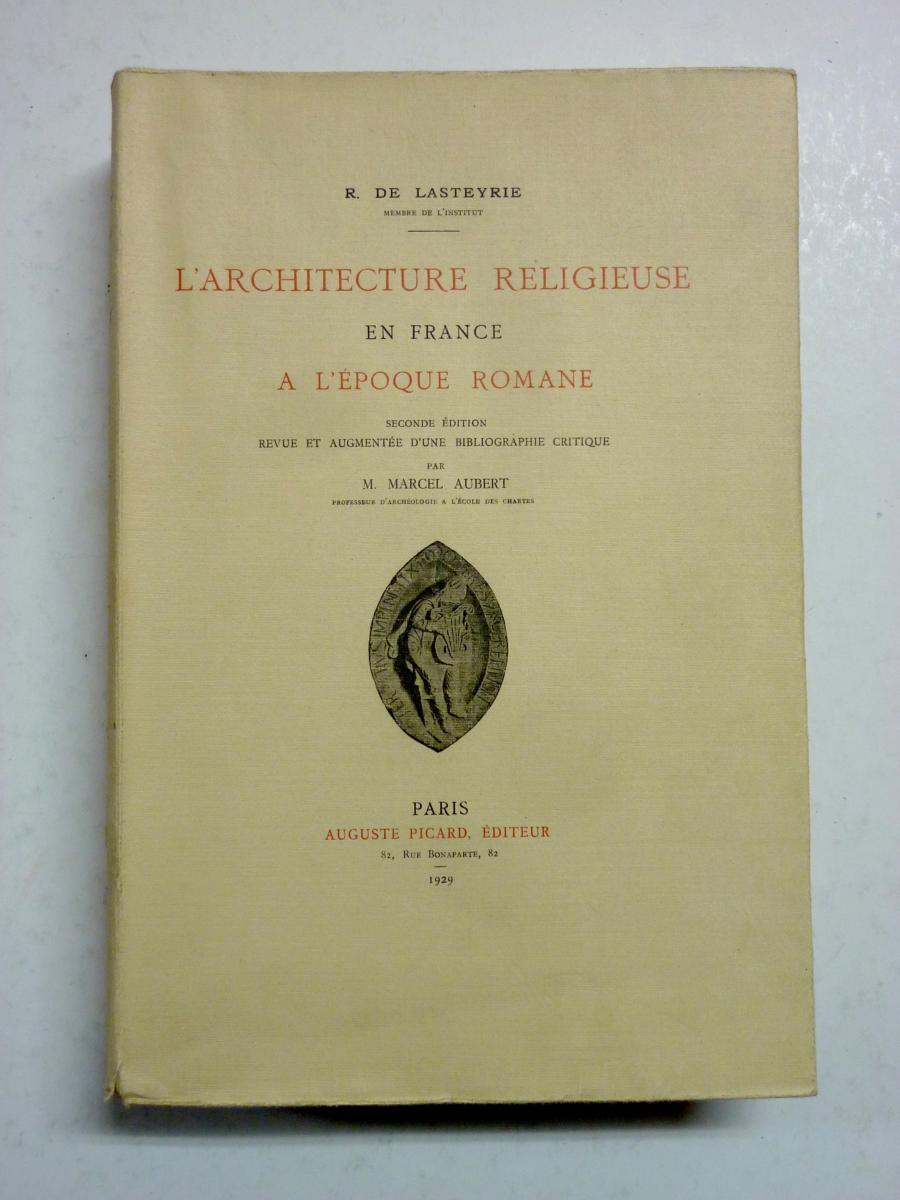 R. DE LASTEYRIE
MEMBRE DE L'INSTITUT
L'ARCHITECTURE RELIGIEUSE
EN FRANCE
A L'ÉPOQUE ROMANE
SECONDE ÉDITION
REVUE ET AUGMENTÉE D'UNE BIBLIOGRAPHIE CRITIQUE
PAR
M. MARCEL AUBERT
PROFESSEUR D'ARCHÉOLOGIE A L'ÉCOLE DES CHARTES
PARIS
AUGUSTE PICARD, ÉDITEUR
82, RUE BONAPARTE, 82
1929